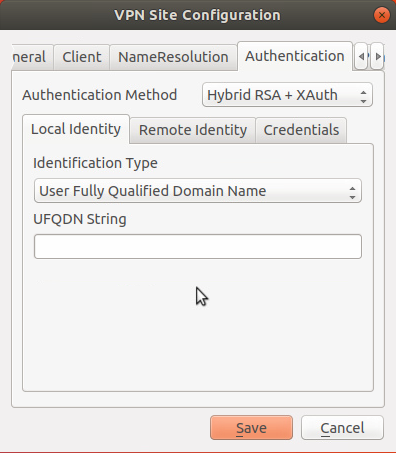 VPN Site Configuration
neral Client NameResolution Authentication
Authentication Method Hybrid RSA + XAuth
Local Identity Remote Identity Credentials
Identification Type
User Fully Qualified Domain Name
UFQDN String
Save Cancel